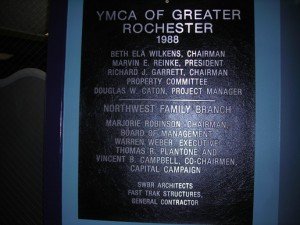 YMCA OF GREATER
ROCHESTER
1988
BETH ELA WILKENS, CHAIRMAN
MARVIN E. REINKE, PRESIDENT
RICHARD J. GARRETT, CHAIRMAN
PROPERTY COMMITTEE
DOUGLAS W. CATON, PROJECT MANAGER
NORTHWEST FAMILY BRANCH
MARJORIE ROBINSON, CHAIRMAN,
BOARD OF MANAGEMENT
WARREN WEBER, EXECUTIVE
THOMAS R. PLANTONE AND
VINCENT B. CAMPBELL, CO-CHAIRMEN,
CAPITAL CAMPAIGN
SWBR ARCHITECTS
FAST TRAK STRUCTURES,
GENERAL CONTRACTOR